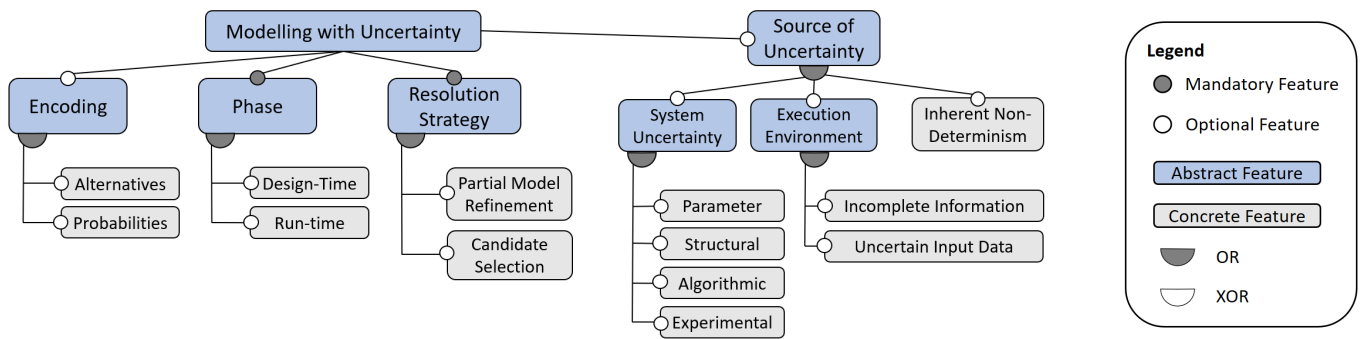 Modelling with Uncertainty
Source of
Uncertainty
Encoding
Alternatives
Probabilities
Phase
Design-Time
Run-time
Resolution
Strategy
Partial Model
Refinement
Candidate
Selection
System
Uncertainty
Parameter
Structural
Algorithmic
Experimental
Execution
Environment
Incomplete Information
Uncertain Input Data
Inherent Non-
Determinism
Legend
Mandatory Feature
Optional Feature
Abstract Feature
Concrete Feature
OR
XOR